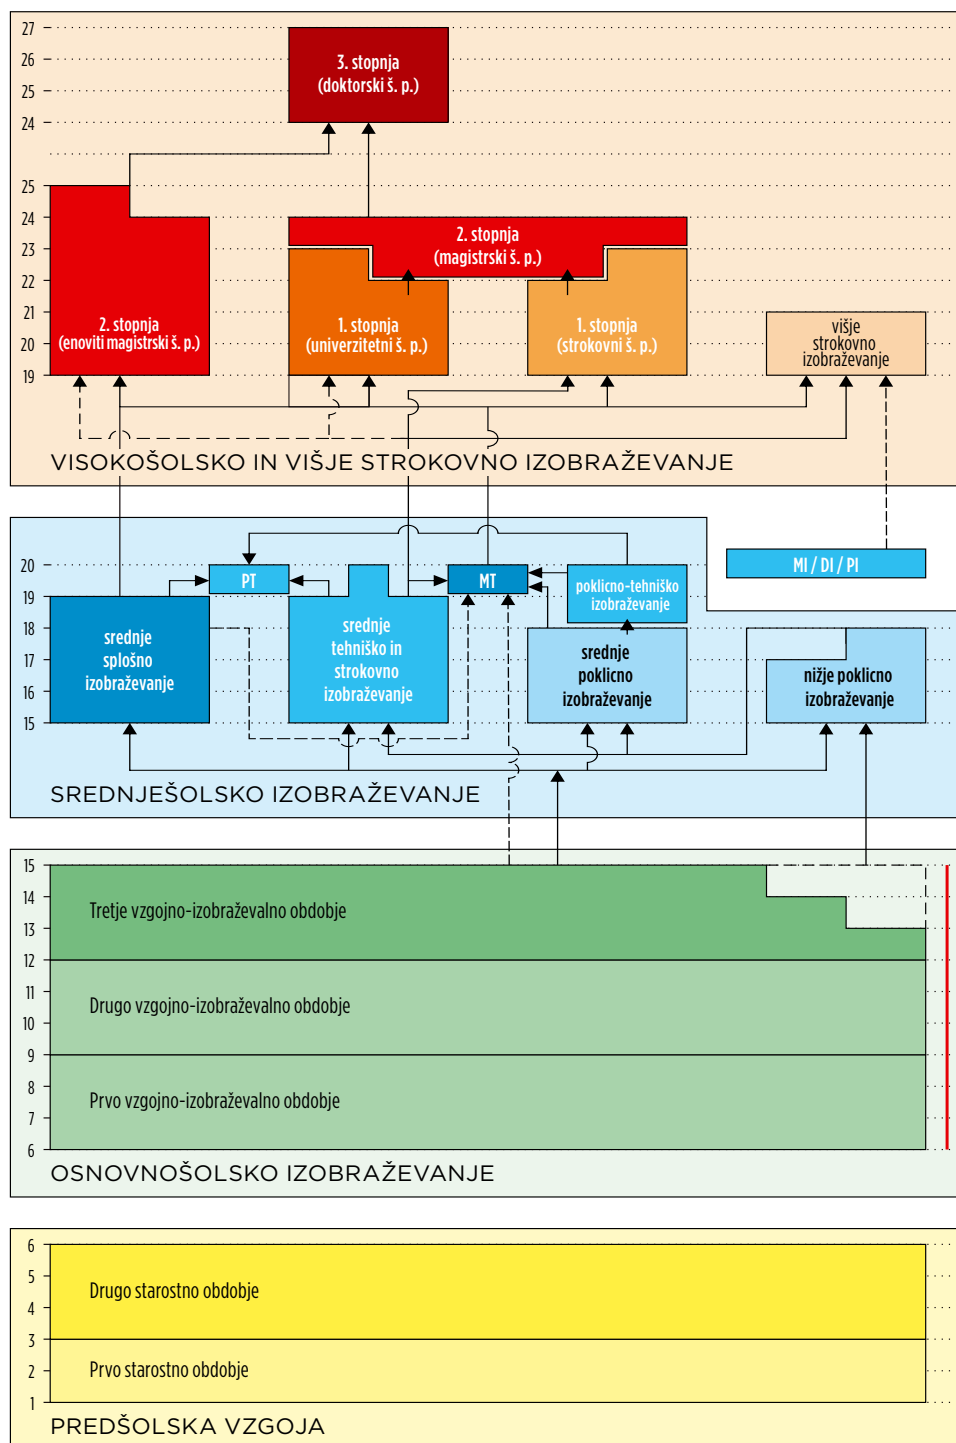 27
26
25
24
3. stopnja
(doktorski š. p.)
25
24
23
22
21
20
19
2. stopnja
(enoviti magistrski š. p.)
2. stopnja
(magistrski š. p.)
1. stopnja
(univerzitetni š. p.)
1. stopnja
(strokovni š. p.)
višje
strokovno
izobraževanje
VISOKOŠOLSKO IN VIŠJE STROKOVNO IZOBRAŽEVANJE
MI / DI / PI
20
19
18
17
16
15
PT
MT
poklicno-tehniško
izobraževanje
srednje
splošno
izobraževanje
srednje
tehniško in
strokovno
izobraževanje
srednje
poklicno
izobraževanje
nižje poklicno
izobraževanje
SREDNJEŠOLSKO IZOBRAŽEVANJE
15
14
13
12
11
10
9
8
7
6
Tretje vzgojno-izobraževalno obdobje
Drugo vzgojno-izobraževalno obdobje
Prvo vzgojno-izobraževalno obdobje
OSNOVNOŠOLSKO IZOBRAŽEVANJE
6
5
4
3
2
1
Drugo starostno obdobje
Prvo starostno obdobje
PREDŠOLSKA VZGOJA